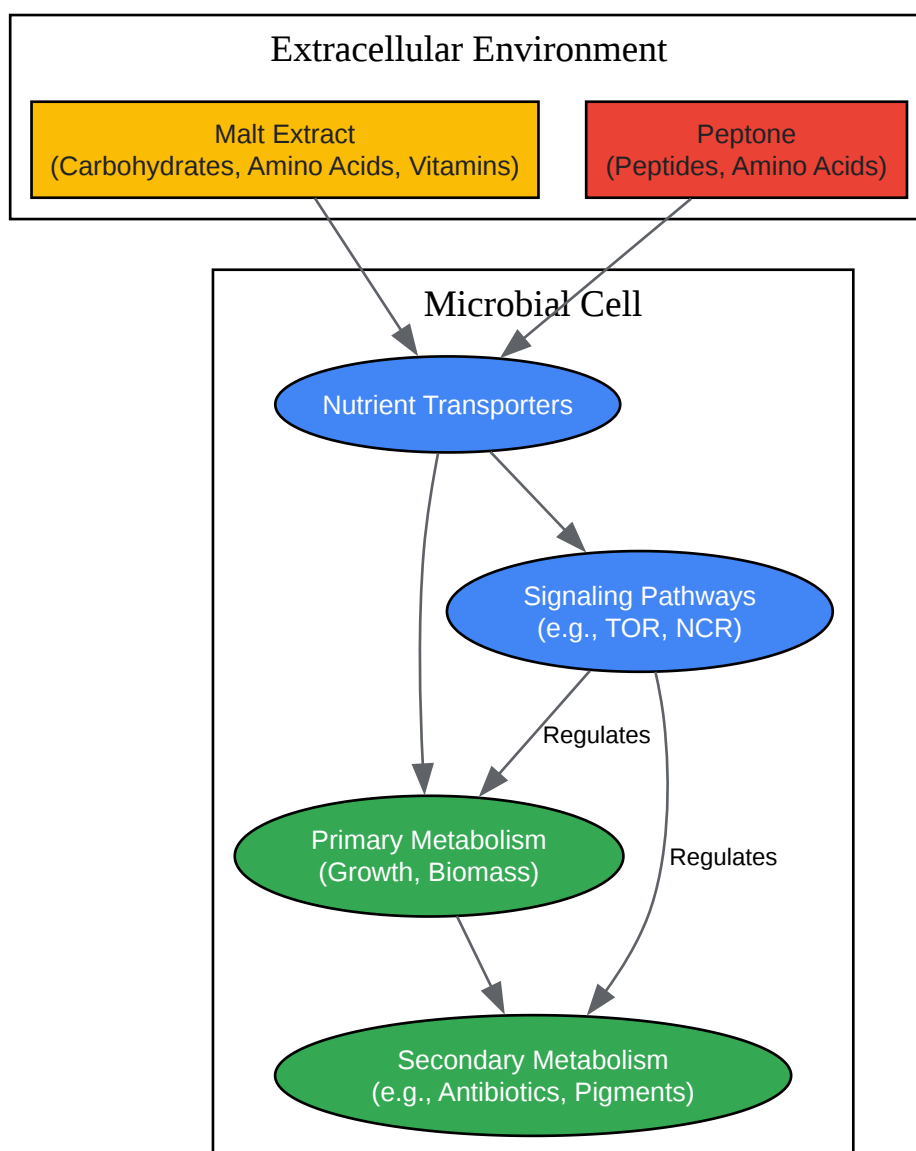 Extracellular Environment
Malt Extract
(Carbohydrates, Amino Acids, Vitamins)
Peptone
(Peptides, Amino Acids)
Microbial Cell
Nutrient Transporters
Signaling Pathways
(e.g., TOR, NCR)
Regulates
Primary Metabolism
(Growth, Biomass)
Regulates
Secondary Metabolism
(e.g., Antibiotics, Pigments)